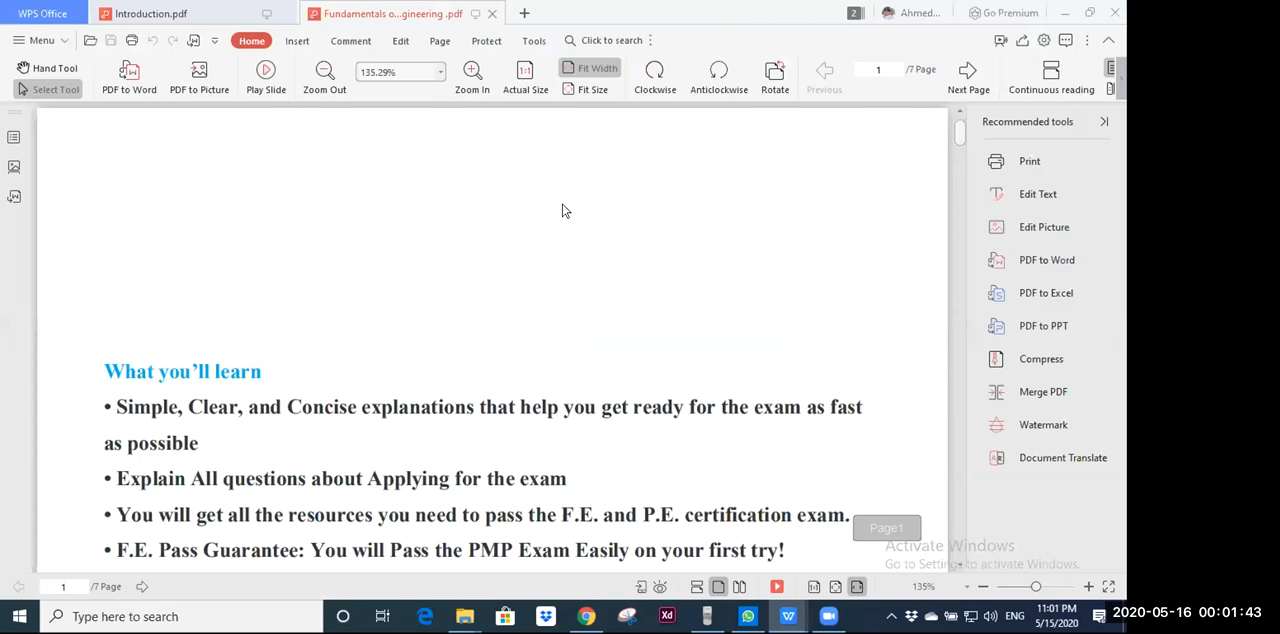 WPS Office Introduction.pdf Fundamentals o...gineering .pdf 2 Ahmed... Go Premium
Menu Home Insert Comment Edit Page Protect Tools Click to search
Hand Tool
Select Tool
PDF to Word
PDF to Picture
Play Slide
Zoom Out
135.29%
Zoom In
1:1
Actual Size
Fit Width
Fit Size
Clockwise
Anticlockwise
Rotate
Previous
1 /7 Page
Next Page
Continuous reading
Recommended tools
Print
Edit Text
Edit Picture
PDF to Word
PDF to Excel
PDF to PPT
Compress
Merge PDF
Watermark
Document Translate
What you'll learn
• Simple, Clear, and Concise explanations that help you get ready for the exam as fast
as possible
• Explain All questions about Applying for the exam
• You will get all the resources you need to pass the F.E. and P.E. certification exam.
• F.E. Pass Guarantee: You will Pass the PMP Exam Easily on your first try!
Page1
Activate Windows
Go to Settings to activate Windows.
1 /7 Page 135%
Type here to search
Xd
ENG
11:01 PM
5/15/2020
2020-05-16 00:01:43